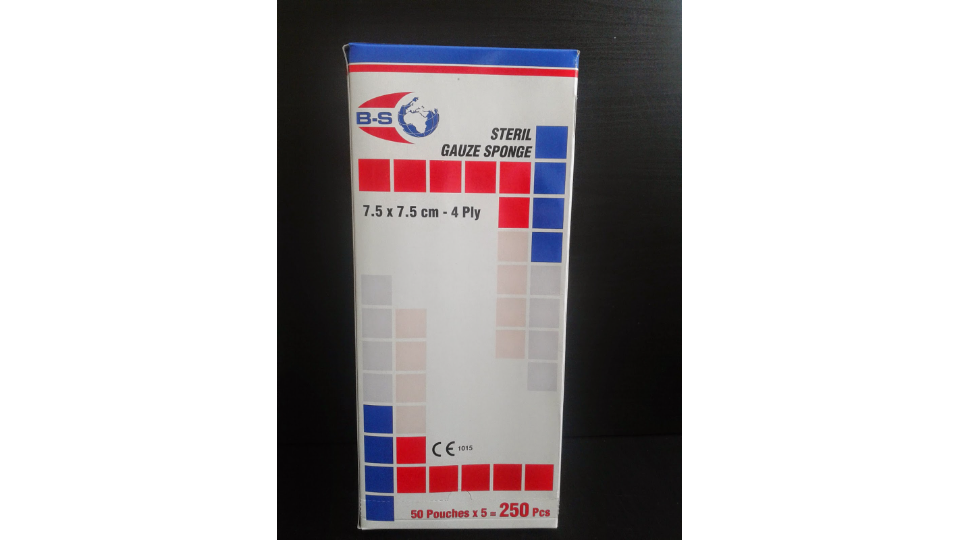 B-S
STERIL
GAUZE SPONGE
7.5 x 7.5 cm - 4 Ply
CE 1015
50 Pouches x 5 = 250 Pcs